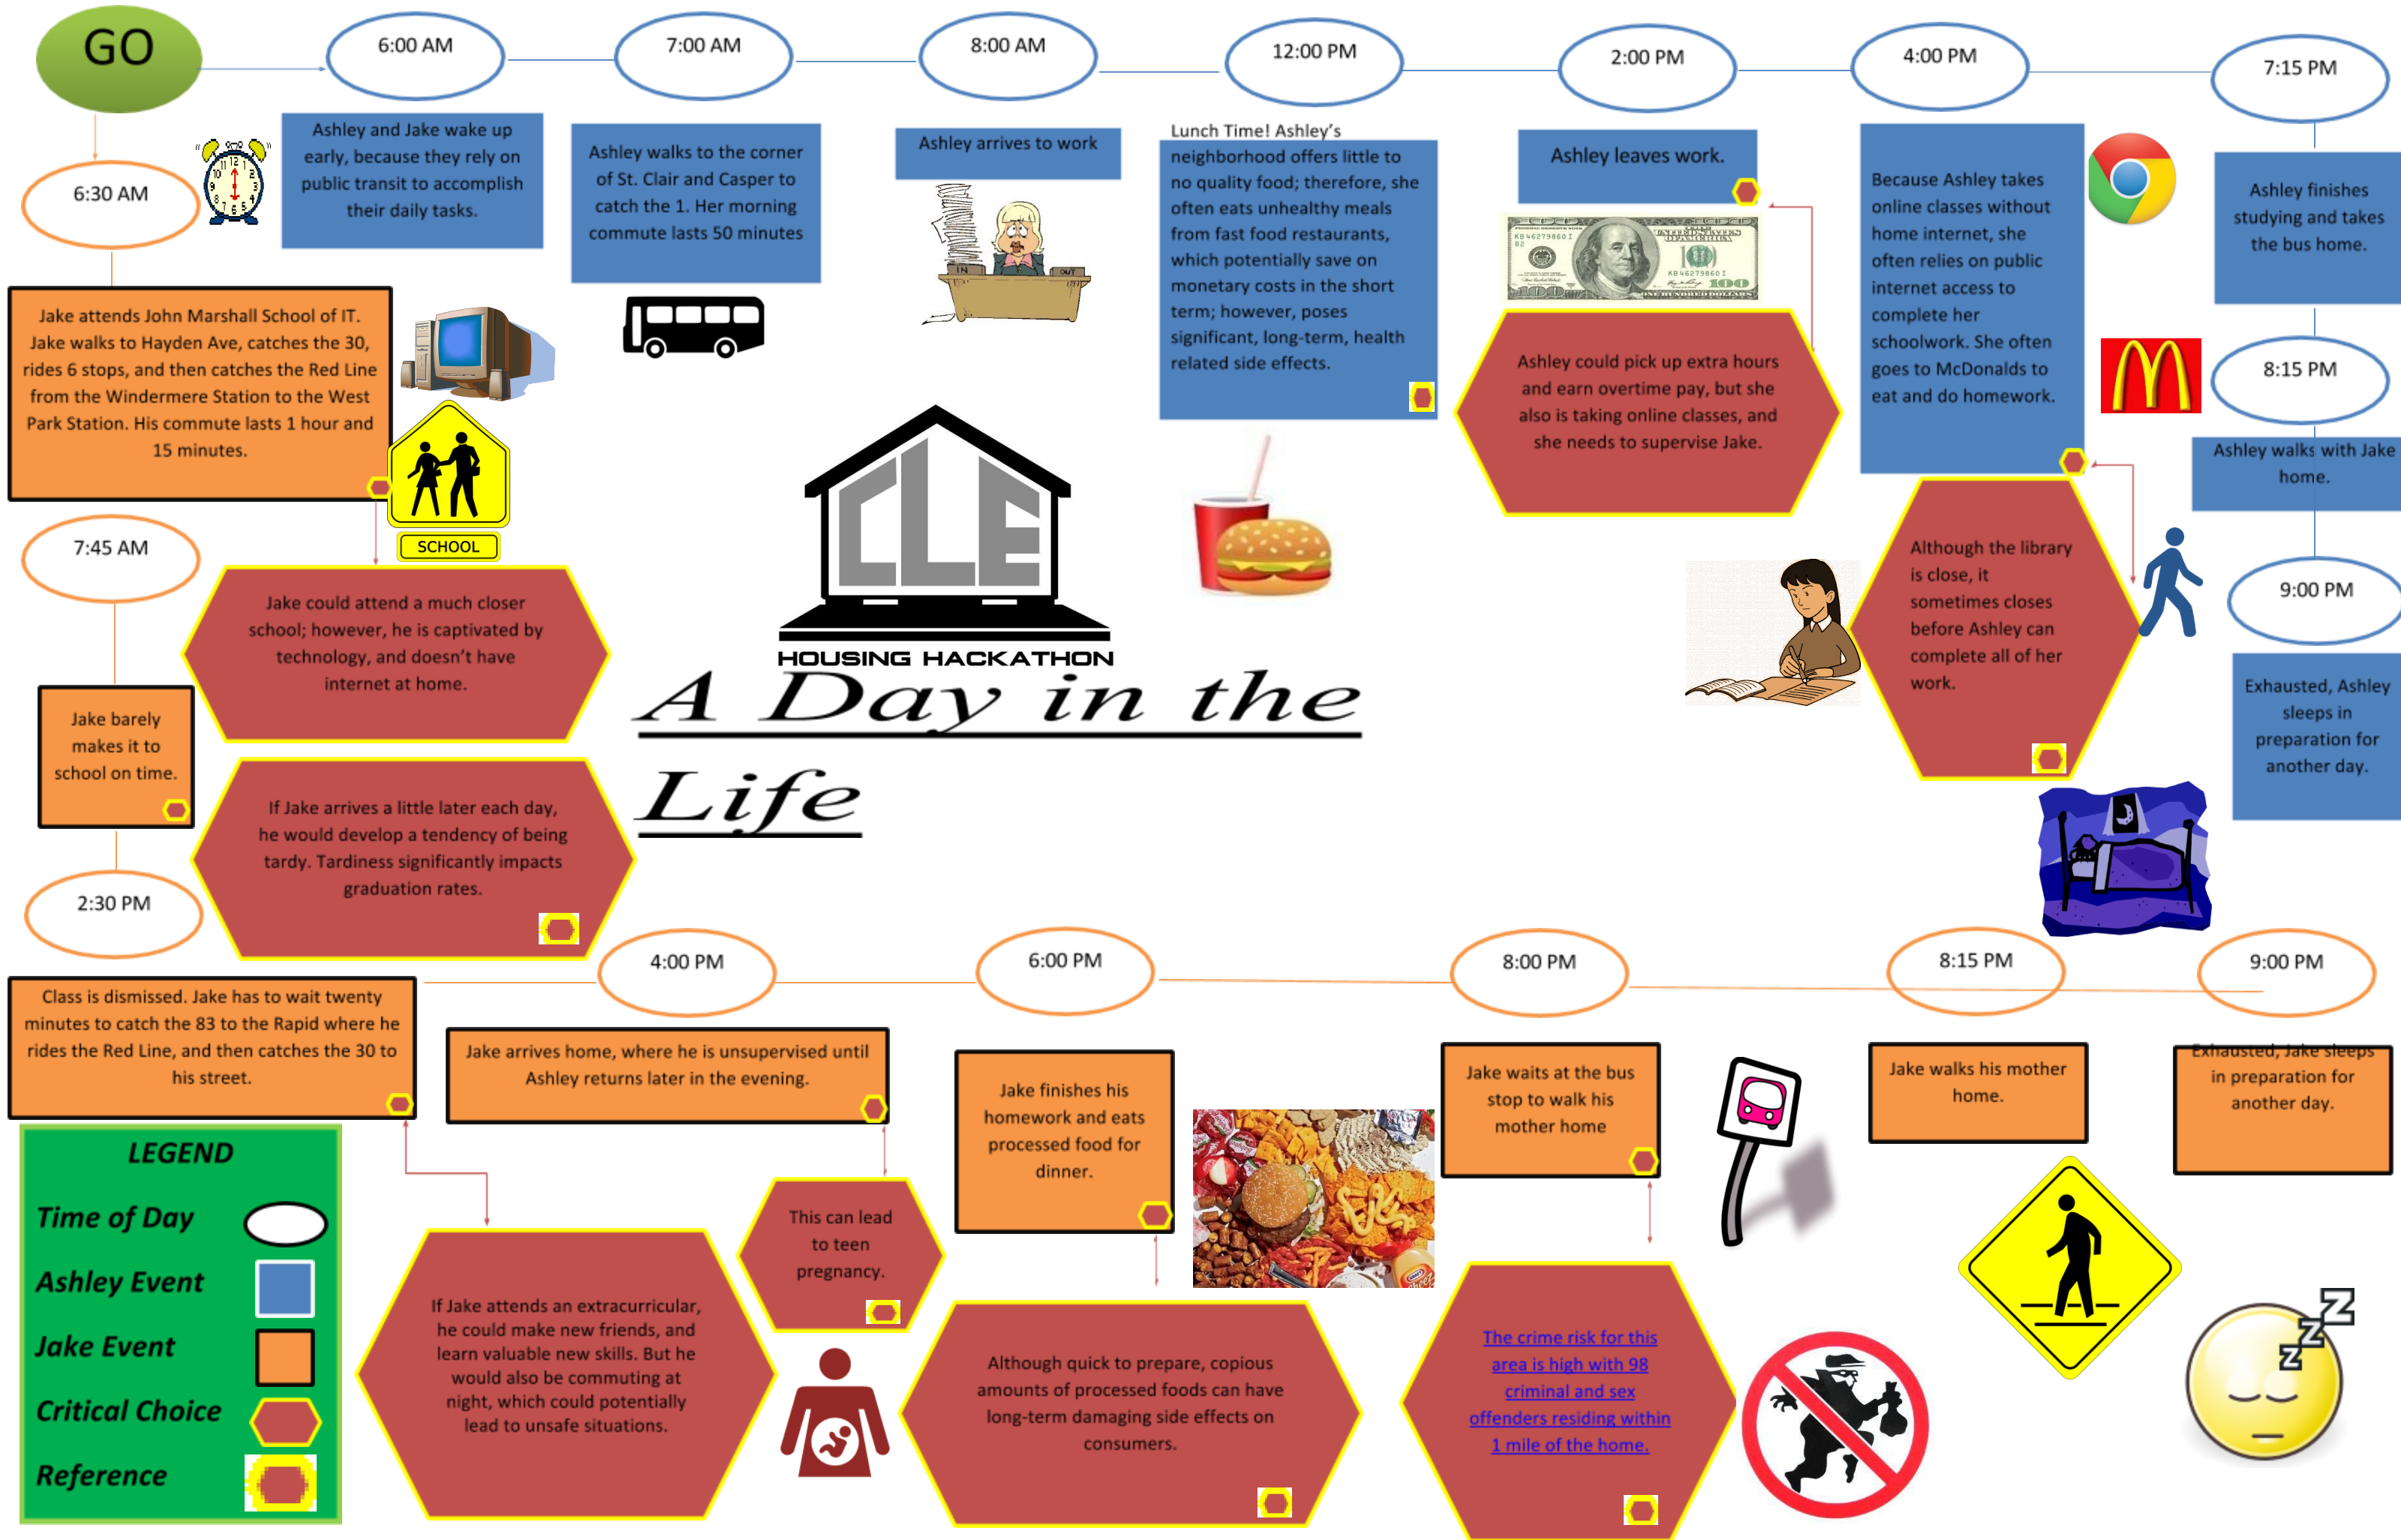 GO
6:00 AM
7:00 AM
8:00 AM
12:00 PM
2:00 PM
4:00 PM
7:15 PM
Ashley and Jake wake up
early, because they rely on
public transit to accomplish
their daily tasks.
Ashley walks to the corner
of St. Clair and Casper to
catch the 1. Her morning
commute lasts 50 minutes
Ashley arrives to work
IN
OUT
Lunch Time! Ashley's
neighborhood offers little to
no quality food; therefore, she
often eats unhealthy meals
from fast food restaurants,
which potentially save on
monetary costs in the short
term; however, poses
significant, long-term, health
related side effects.
Ashley leaves work.
KB46279860 I
B2
KB46279860 I
100
100
ONE HUNDRED DOLLARS
Ashley could pick up extra hours
and earn overtime pay, but she
also is taking online classes, and
she needs to supervise Jake.
Because Ashley takes
online classes without
home internet, she
often relies on public
internet access to
complete her
schoolwork. She often
goes to McDonalds to
eat and do homework.
Although the library
is close, it
sometimes closes
before Ashley can
complete all of her
work.
Ashley finishes
studying and takes
the bus home.
8:15 PM
Ashley walks with Jake
home.
9:00 PM
Exhausted, Ashley
sleeps in
preparation for
another day.
6:30 AM
Jake attends John Marshall School of IT.
Jake walks to Hayden Ave, catches the 30,
rides 6 stops, and then catches the Red Line
from the Windermere Station to the West
Park Station. His commute lasts 1 hour and
15 minutes.
SCHOOL
7:45 AM
Jake could attend a much closer
school; however, he is captivated by
technology, and doesn't have
internet at home.
Jake barely
makes it to
school on time.
If Jake arrives a little later each day,
he would develop a tendency of being
tardy. Tardiness significantly impacts
graduation rates.
CLE
HOUSING HACKATHON
A Day in the
Life
2:30 PM
4:00 PM
6:00 PM
8:00 PM
8:15 PM
9:00 PM
Class is dismissed. Jake has to wait twenty
minutes to catch the 83 to the Rapid where he
rides the Red Line, and then catches the 30 to
his street.
Jake arrives home, where he is unsupervised until
Ashley returns later in the evening.
Jake finishes his
homework and eats
processed food for
dinner.
Jake waits at the bus
stop to walk his
mother home
Jake walks his mother
home.
Exhausted, Jake sleeps
in preparation for
another day.
LEGEND
Time of Day
Ashley Event
Jake Event
Critical Choice
Reference
If Jake attends an extracurricular,
he could make new friends, and
learn valuable new skills. But he
would also be commuting at
night, which could potentially
lead to unsafe situations.
This can lead
to teen
pregnancy.
Although quick to prepare, copious
amounts of processed foods can have
long-term damaging side effects on
consumers.
The crime risk for this
area is high with 98
criminal and sex
offenders residing within
1 mile of the home.
Z
Z
Z